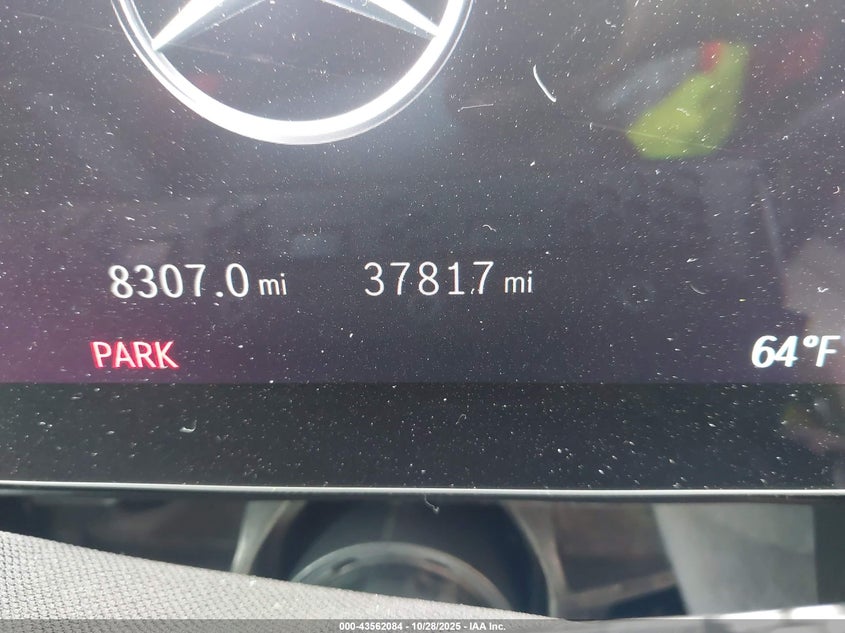 8307.0 mi 37817 mi
PARK 64°F
000-43562084 - 10/28/2025 - IAA Inc.